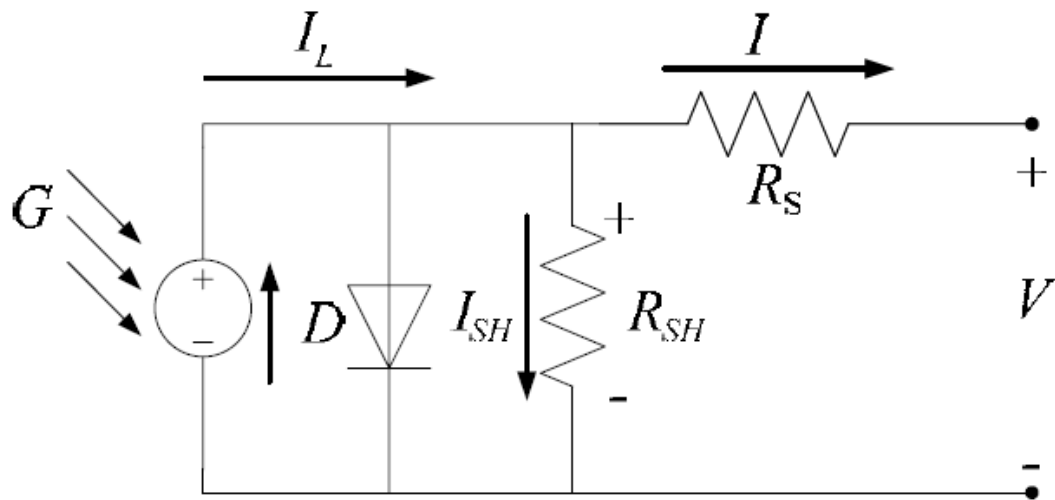 I_L
I
G
+
-
D
I_SH
+
R_SH
-
R_S
+
V
-